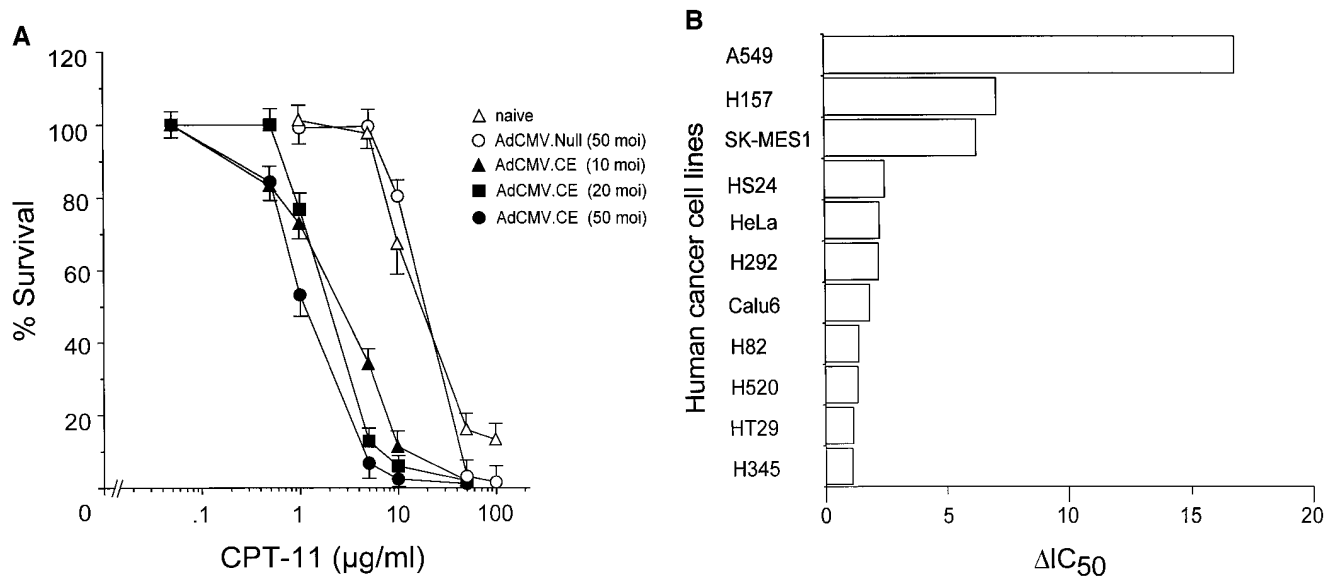 A
120
100
80
60
40
20
0
% Survival
.1 1 10 100
CPT-11 (µg/ml)
naive
AdCMV.Null (50 moi)
AdCMV.CE (10 moi)
AdCMV.CE (20 moi)
AdCMV.CE (50 moi)
B
Human cancer cell lines
A549
H157
SK-MES1
HS24
HeLa
H292
Calu6
H82
H520
HT29
H345
0 5 10 15 20
ΔIC50